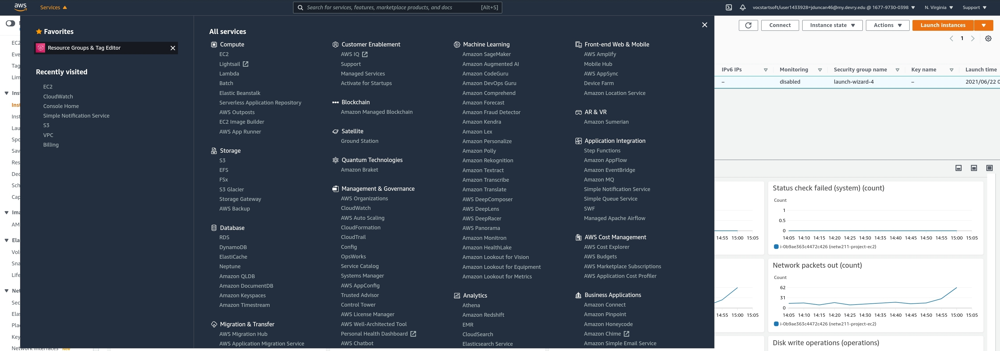 aws
Services
Search for services, features, marketplace products, and docs
[Alt+S]
vocstartsoft/user1433928=jduncan46@my.devry.edu @ 1677-9730-0398
N. Virginia
Support
Favorites
Resource Groups & Tag Editor
Recently visited
EC2
CloudWatch
Console Home
Simple Notification Service
S3
VPC
Billing
All services
Compute
EC2
Lightsail
Lambda
Batch
Elastic Beanstalk
Serverless Application Repository
AWS Outposts
EC2 Image Builder
AWS App Runner
Storage
S3
EFS
FSx
S3 Glacier
Storage Gateway
AWS Backup
Database
RDS
DynamoDB
ElastiCache
Neptune
Amazon QLDB
Amazon DocumentDB
Amazon Keyspaces
Amazon Timestream
Migration & Transfer
AWS Migration Hub
AWS Application Migration Service
Customer Enablement
AWS IQ
Support
Managed Services
Activate for Startups
Blockchain
Amazon Managed Blockchain
Satellite
Ground Station
Quantum Technologies
Amazon Braket
Management & Governance
AWS Organizations
CloudWatch
AWS Auto Scaling
CloudFormation
CloudTrail
Config
OpsWorks
Service Catalog
Systems Manager
AWS AppConfig
Trusted Advisor
Control Tower
AWS License Manager
AWS Well-Architected Tool
Personal Health Dashboard
AWS Chatbot
Machine Learning
Amazon SageMaker
Amazon Augmented AI
Amazon CodeGuru
Amazon DevOps Guru
Amazon Comprehend
Amazon Forecast
Amazon Fraud Detector
Amazon Kendra
Amazon Lex
Amazon Personalize
Amazon Polly
Amazon Rekognition
Amazon Textract
Amazon Transcribe
Amazon Translate
AWS DeepComposer
AWS DeepLens
AWS DeepRacer
AWS Panorama
Amazon Monitron
Amazon HealthLake
Amazon Lookout for Vision
Amazon Lookout for Equipment
Amazon Lookout for Metrics
Analytics
Athena
Amazon Redshift
EMR
CloudSearch
Elasticsearch Service
Front-end Web & Mobile
AWS Amplify
Mobile Hub
AWS AppSync
Device Farm
Amazon Location Service
AR & VR
Amazon Sumerian
Application Integration
Step Functions
Amazon AppFlow
Amazon EventBridge
Amazon MQ
Simple Notification Service
Simple Queue Service
SWF
Managed Apache Airflow
AWS Cost Management
AWS Cost Explorer
AWS Budgets
AWS Marketplace Subscriptions
AWS Application Cost Profiler
Business Applications
Amazon Connect
Amazon Pinpoint
Amazon Honeycode
Amazon Chime
Amazon Simple Email Service
EC2
Eve
Tag
Lim
Inst
Inst
Inst
Lau
Spo
Sav
Res
Dec
Sch
Cap
Ima
AM
Ela
Vol
Sna
Life
Net
Sec
Elas
Plac
Key
Network Interfaces New
Connect
Instance state
Actions
Launch instances
1
IPv6 IPs
Monitoring
Security group name
Key name
Launch time
–
disabled
launch-wizard-4
–
2021/06/22 0
14:55 15:00 15:05
14:55 15:00 15:05
Status check failed (system) (count)
Count
1
0.5
0
14:05 14:10 14:15 14:20 14:25 14:30 14:35 14:40 14:45 14:50 14:55 15:00 15:05
i-0b9ae363c4472c426 (netw211-project-ec2)
Network packets out (count)
Count
62
31
0
14:05 14:10 14:15 14:20 14:25 14:30 14:35 14:40 14:45 14:50 14:55 15:00 15:05
i-0b9ae363c4472c426 (netw211-project-ec2)
Disk write operations (operations)